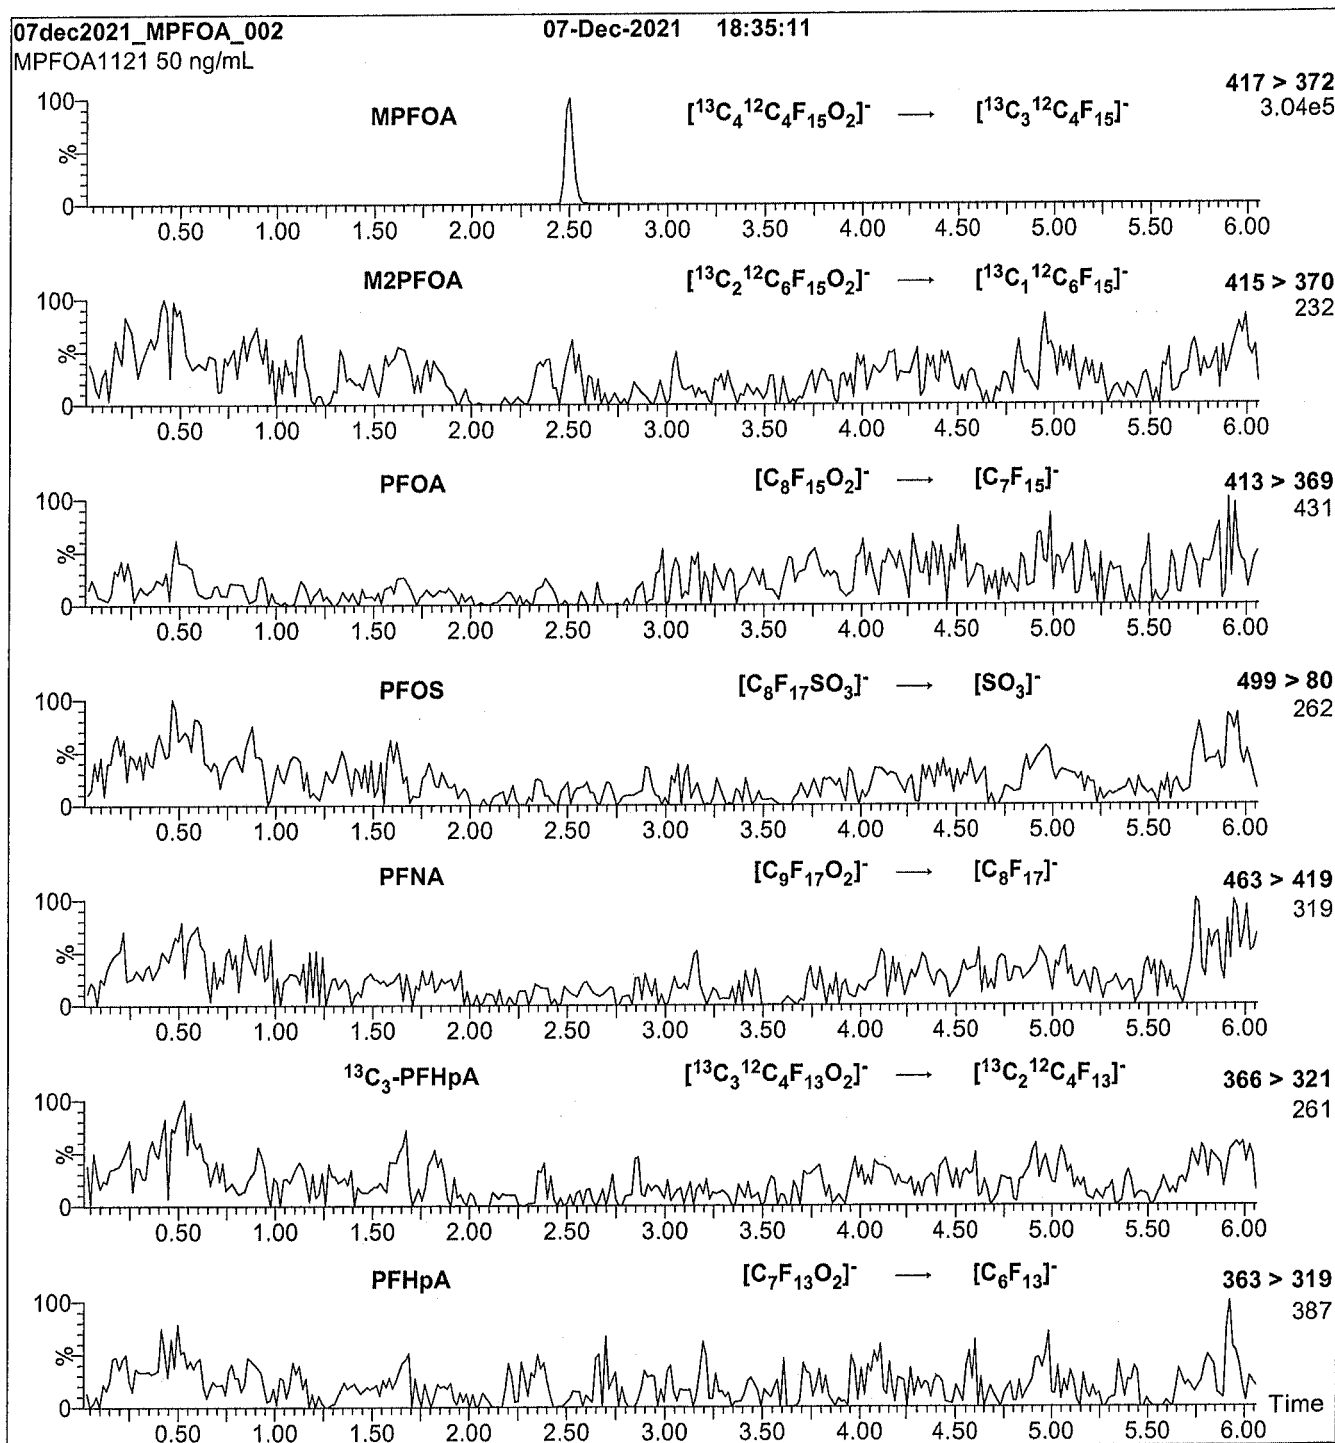 07dec2021_MPFOA_002 07-Dec-2021 18:35:11
MPFOA1121 50 ng/mL
417 > 372
3.04e5
MPFOA [¹³C₄¹²C₄F₁₅O₂]⁻ → [¹³C₃¹²C₄F₁₅]⁻
100
%
0
0.50 1.00 1.50 2.00 2.50 3.00 3.50 4.00 4.50 5.00 5.50 6.00
M2PFOA [¹³C₂¹²C₆F₁₅O₂]⁻ → [¹³C₁¹²C₆F₁₅]⁻ 415 > 370
232
100
%
0
0.50 1.00 1.50 2.00 2.50 3.00 3.50 4.00 4.50 5.00 5.50 6.00
PFOA [C₈F₁₅O₂]⁻ → [C₇F₁₅]⁻ 413 > 369
431
100
%
0
0.50 1.00 1.50 2.00 2.50 3.00 3.50 4.00 4.50 5.00 5.50 6.00
PFOS [C₈F₁₇SO₃]⁻ → [SO₃]⁻ 499 > 80
262
100
%
0
0.50 1.00 1.50 2.00 2.50 3.00 3.50 4.00 4.50 5.00 5.50 6.00
PFNA [C₉F₁₇O₂]⁻ → [C₈F₁₇]⁻ 463 > 419
319
100
%
0
0.50 1.00 1.50 2.00 2.50 3.00 3.50 4.00 4.50 5.00 5.50 6.00
¹³C₃-PFHpA [¹³C₃¹²C₄F₁₃O₂]⁻ → [¹³C₂¹²C₄F₁₃]⁻ 366 > 321
261
100
%
0
0.50 1.00 1.50 2.00 2.50 3.00 3.50 4.00 4.50 5.00 5.50 6.00
PFHpA [C₇F₁₃O₂]⁻ → [C₆F₁₃]⁻ 363 > 319
387
100
%
0
Time
0.50 1.00 1.50 2.00 2.50 3.00 3.50 4.00 4.50 5.00 5.50 6.00